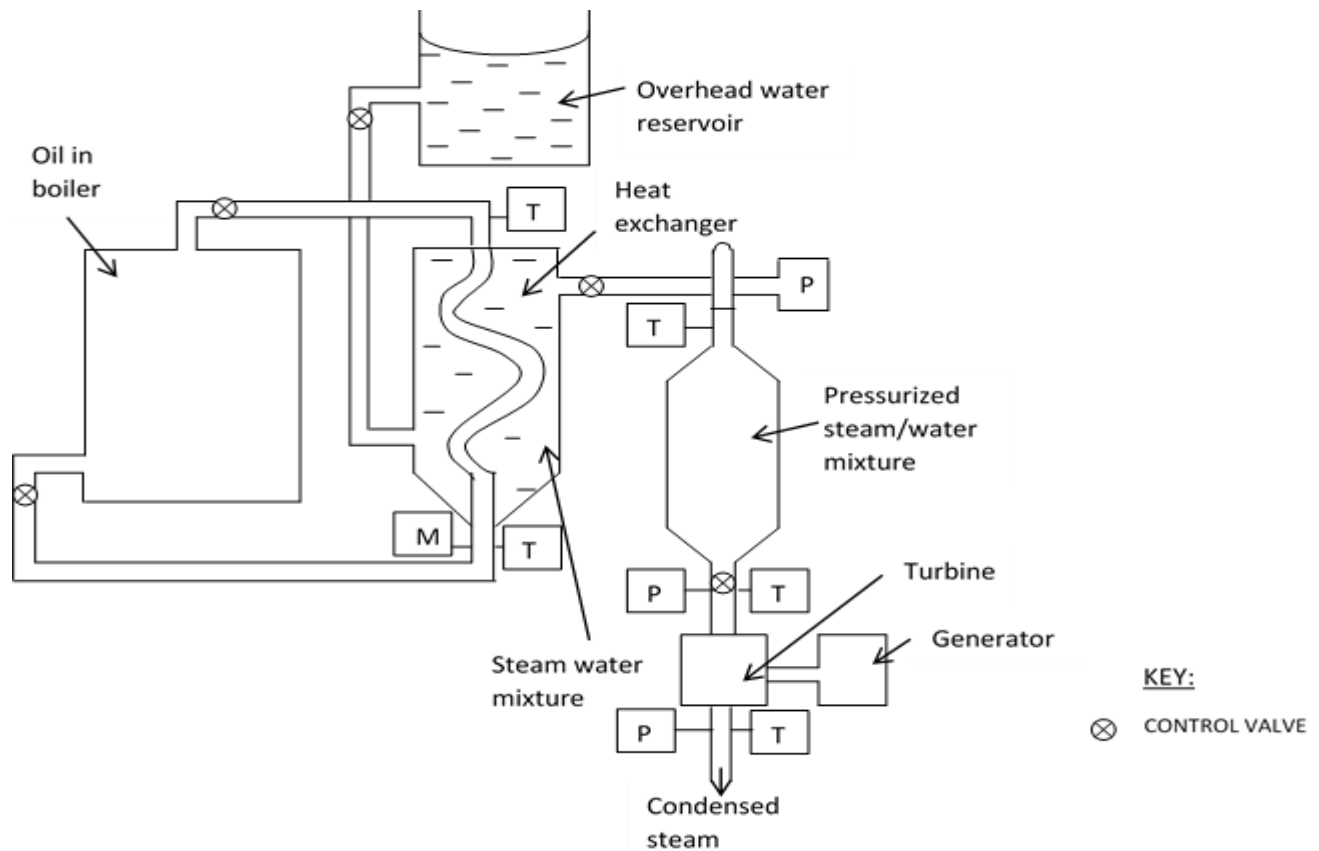 Overhead water
reservoir
Oil in
boiler
T
Heat
exchanger
P
T
Pressurized
steam/water
mixture
M
T
P
T
Turbine
Generator
Steam water
mixture
KEY:
CONTROL VALVE
P
T
Condensed
steam